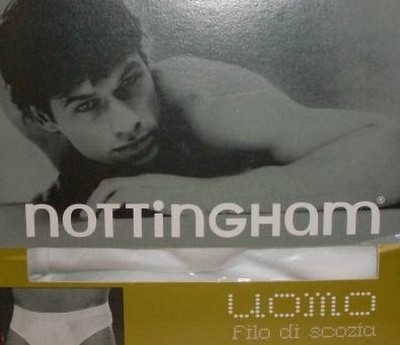 noTTinGHam®
uomo
filo di scozia